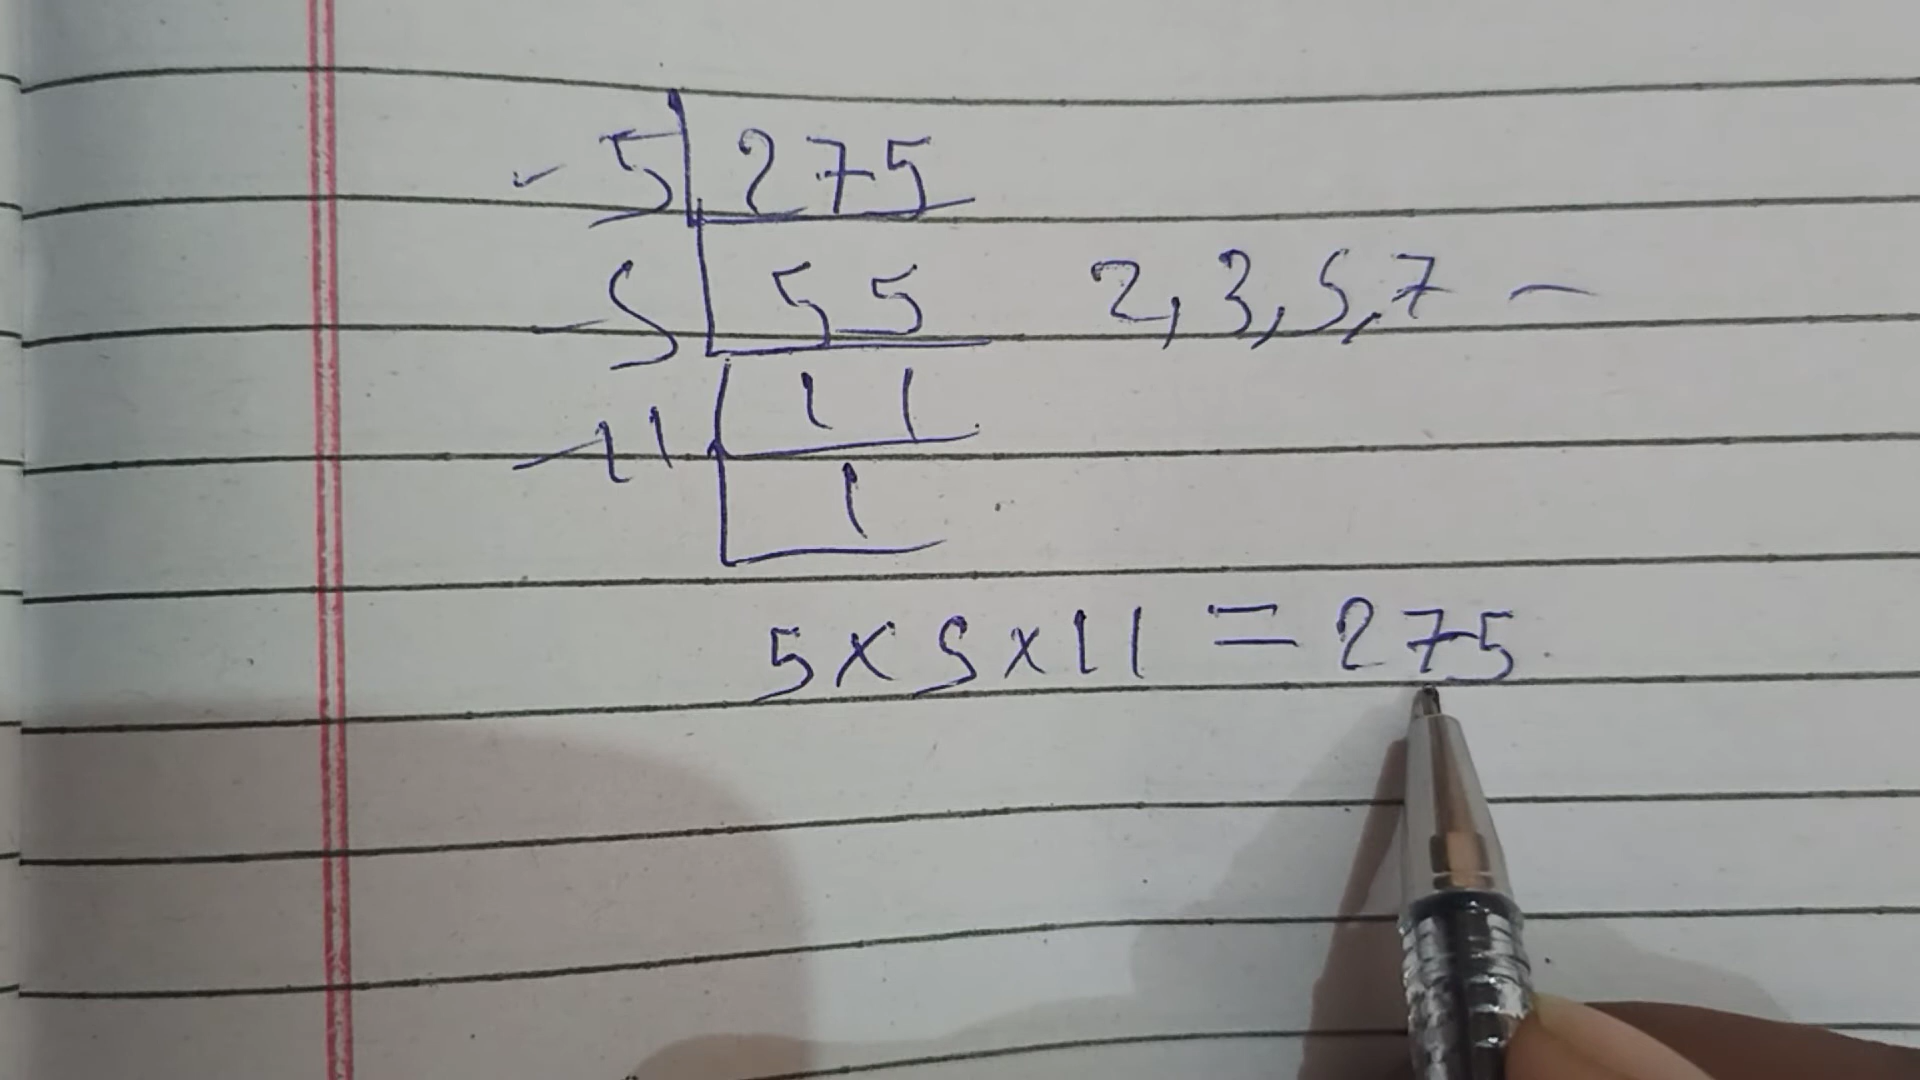 5 | 275
5 | 55 2, 3, 5, 7 -
11 | 11
1
5 × 5 × 11 = 275